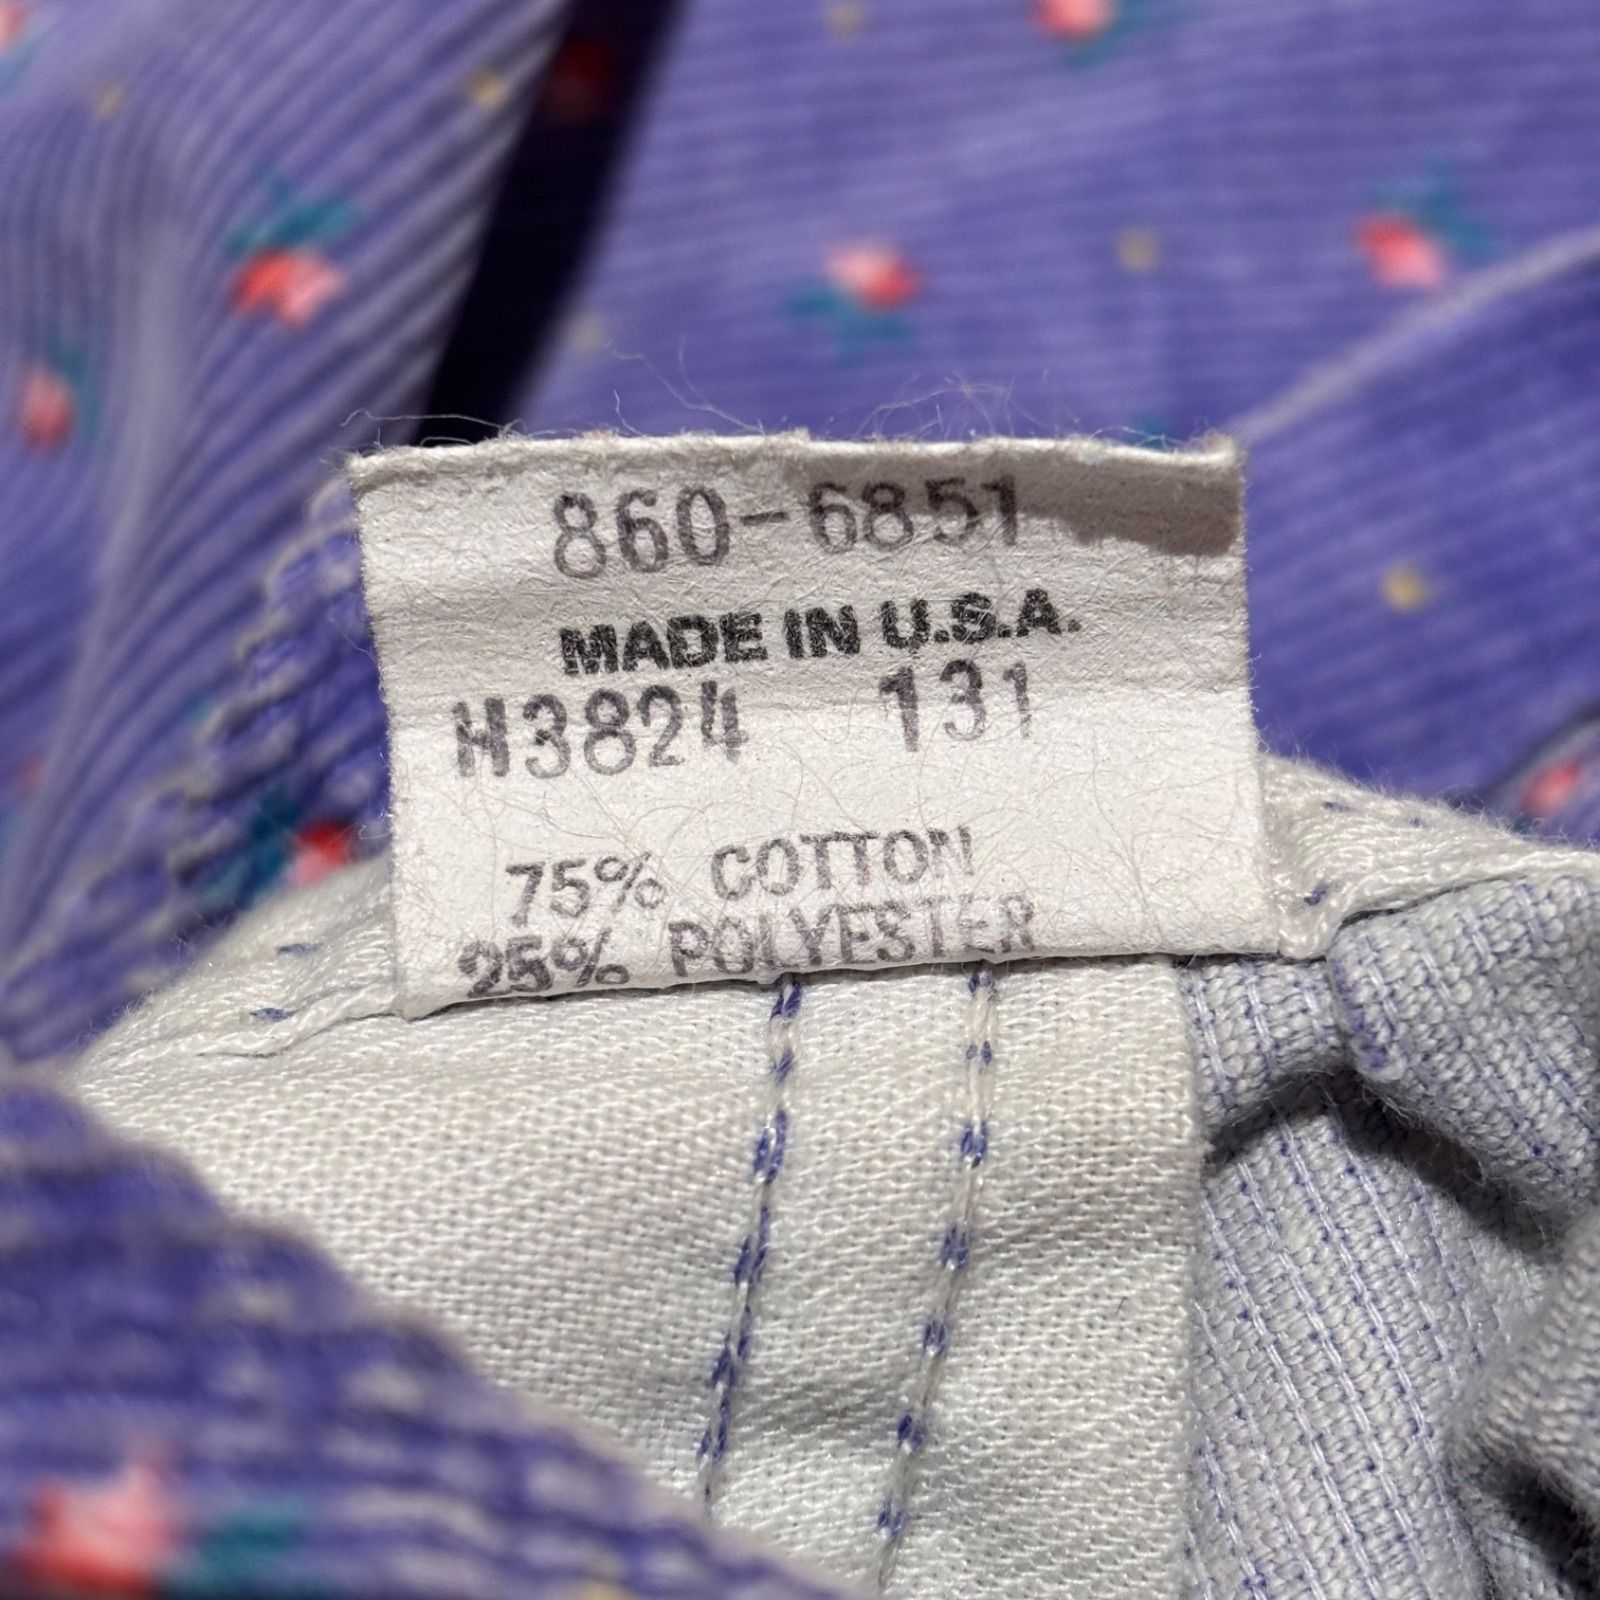 860-6851
MADE IN U.S.A.
H3824 131
75% COTTON
25% POLYESTER